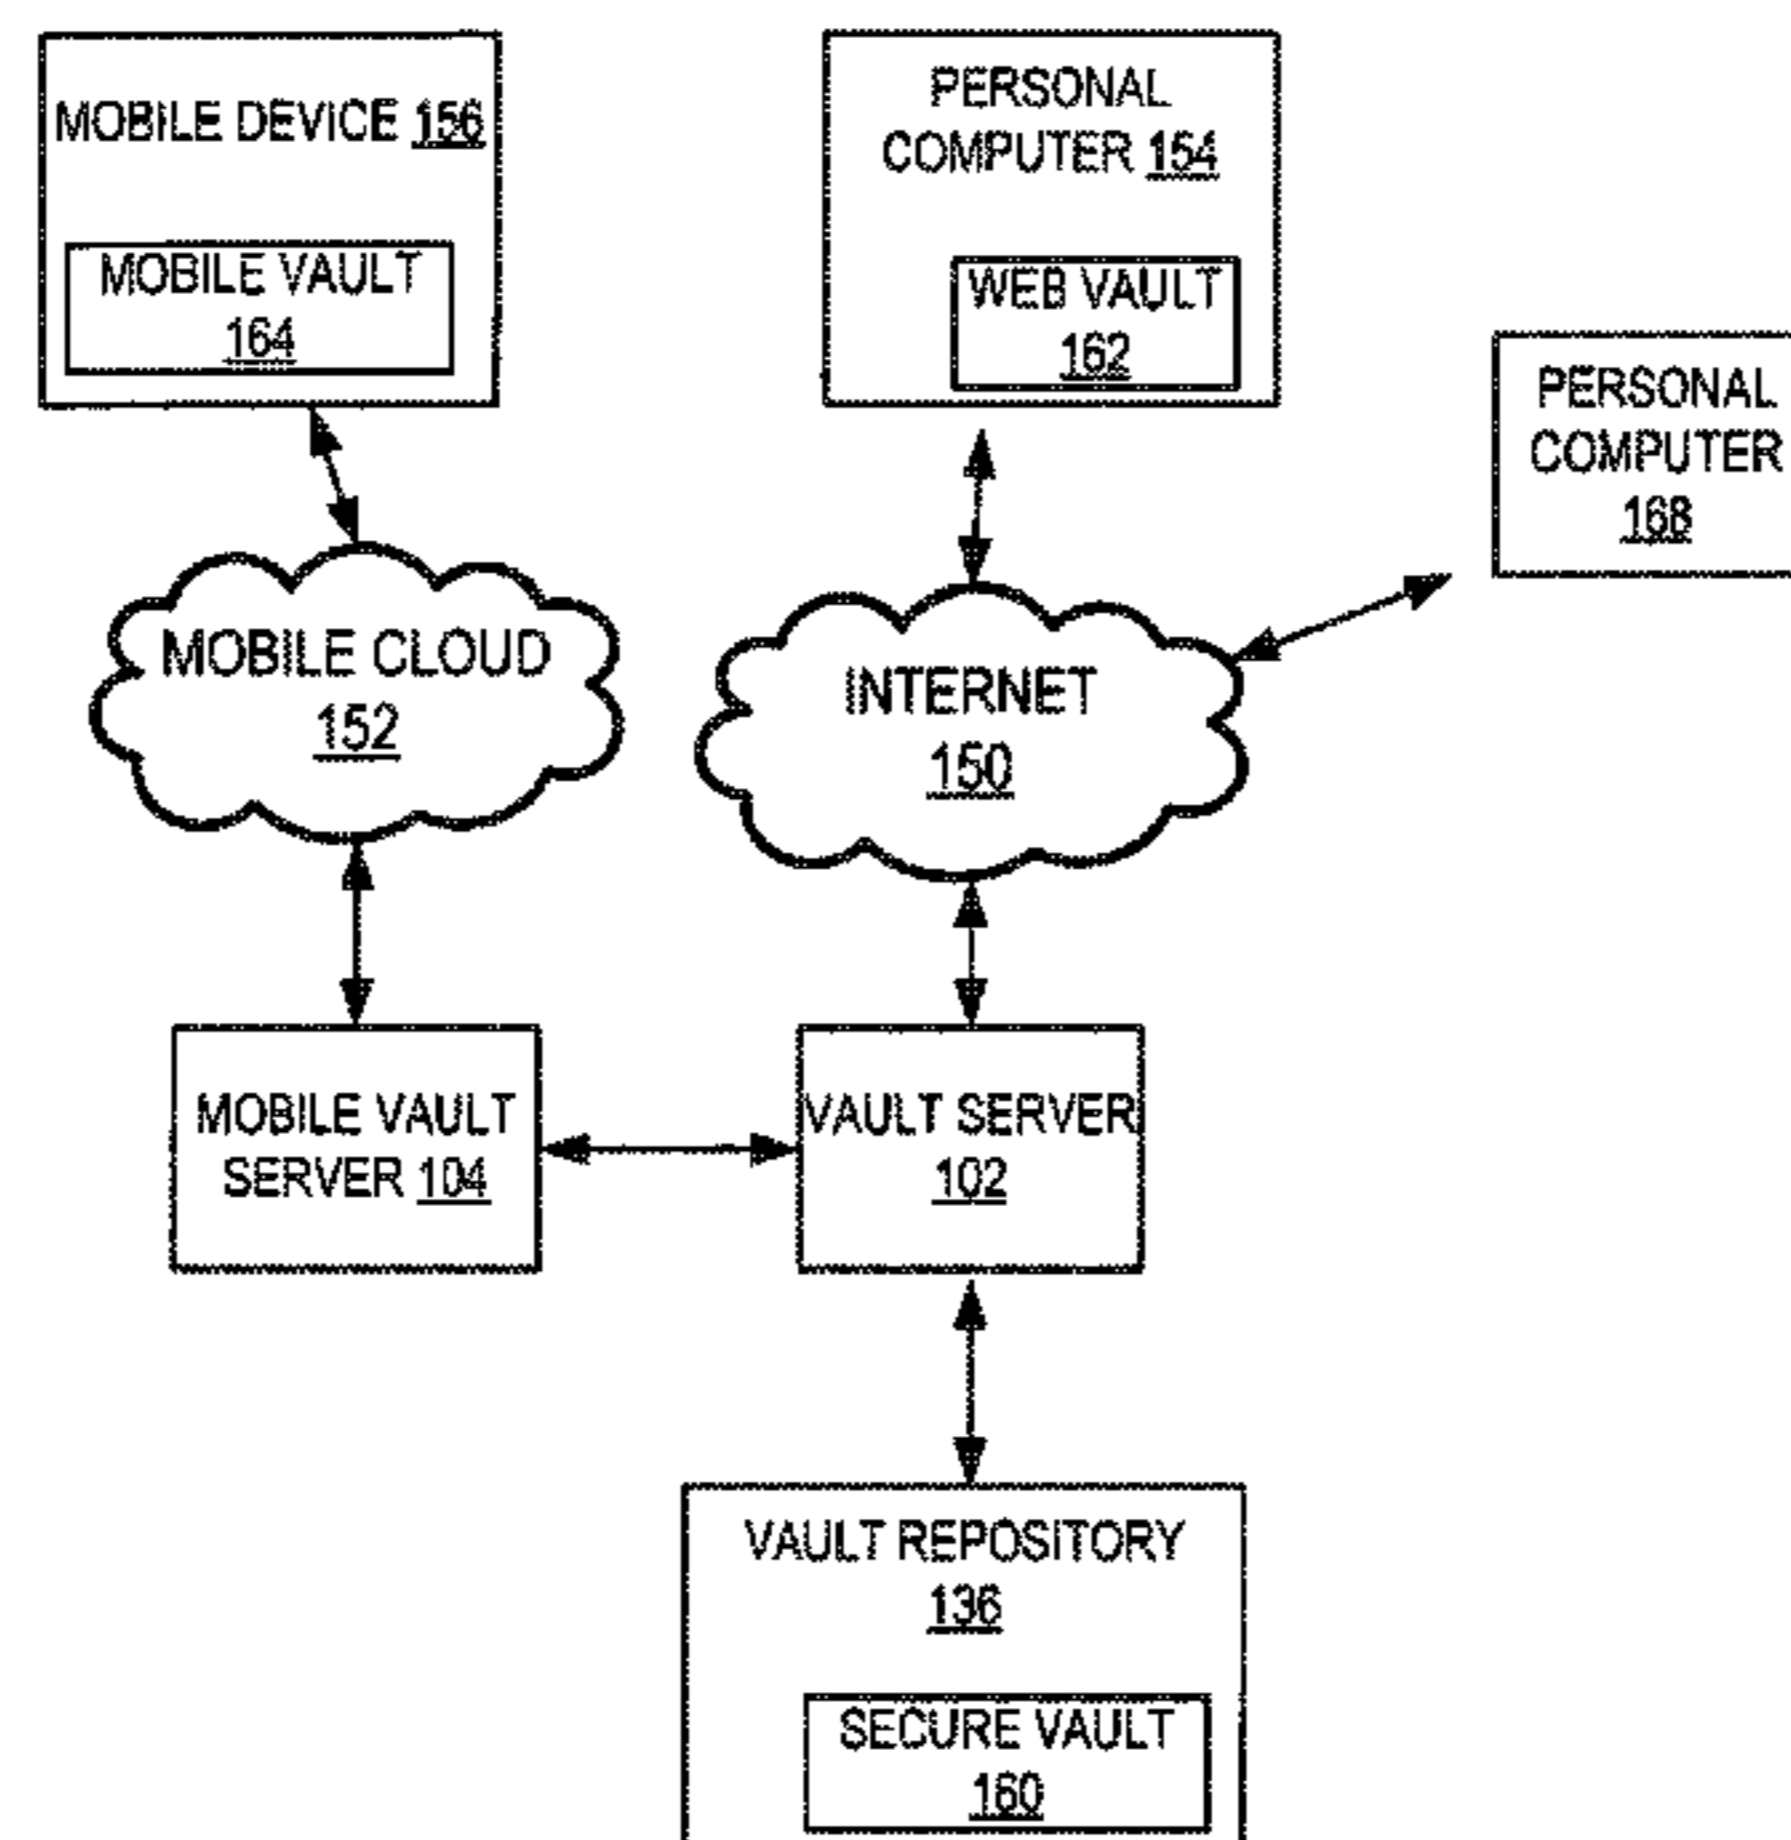 MOBILE DEVICE 156
MOBILE VAULT
164
PERSONAL
COMPUTER 154
WEB VAULT
162
PERSONAL
COMPUTER
168
MOBILE CLOUD
152
INTERNET
150
MOBILE VAULT
SERVER 104
VAULT SERVER
102
VAULT REPOSITORY
136
SECURE VAULT
160